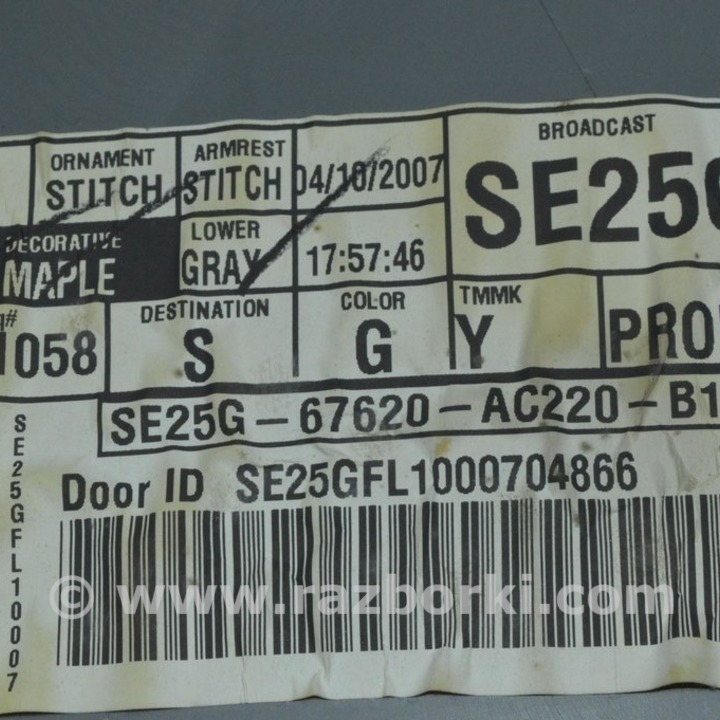 ORNAMENT
STITCH
ARMREST
STITCH
04/10/2007
BROADCAST
SE25G
DECORATIVE
MAPLE
LOWER
GRAY
17:57:46
q#
1058
DESTINATION
S
COLOR
G
TMMK
Y
PRO
SE25G-67620-AC220-B1
Door ID SE25GFL1000704866
SE25GFL10007
© www.razborki.com